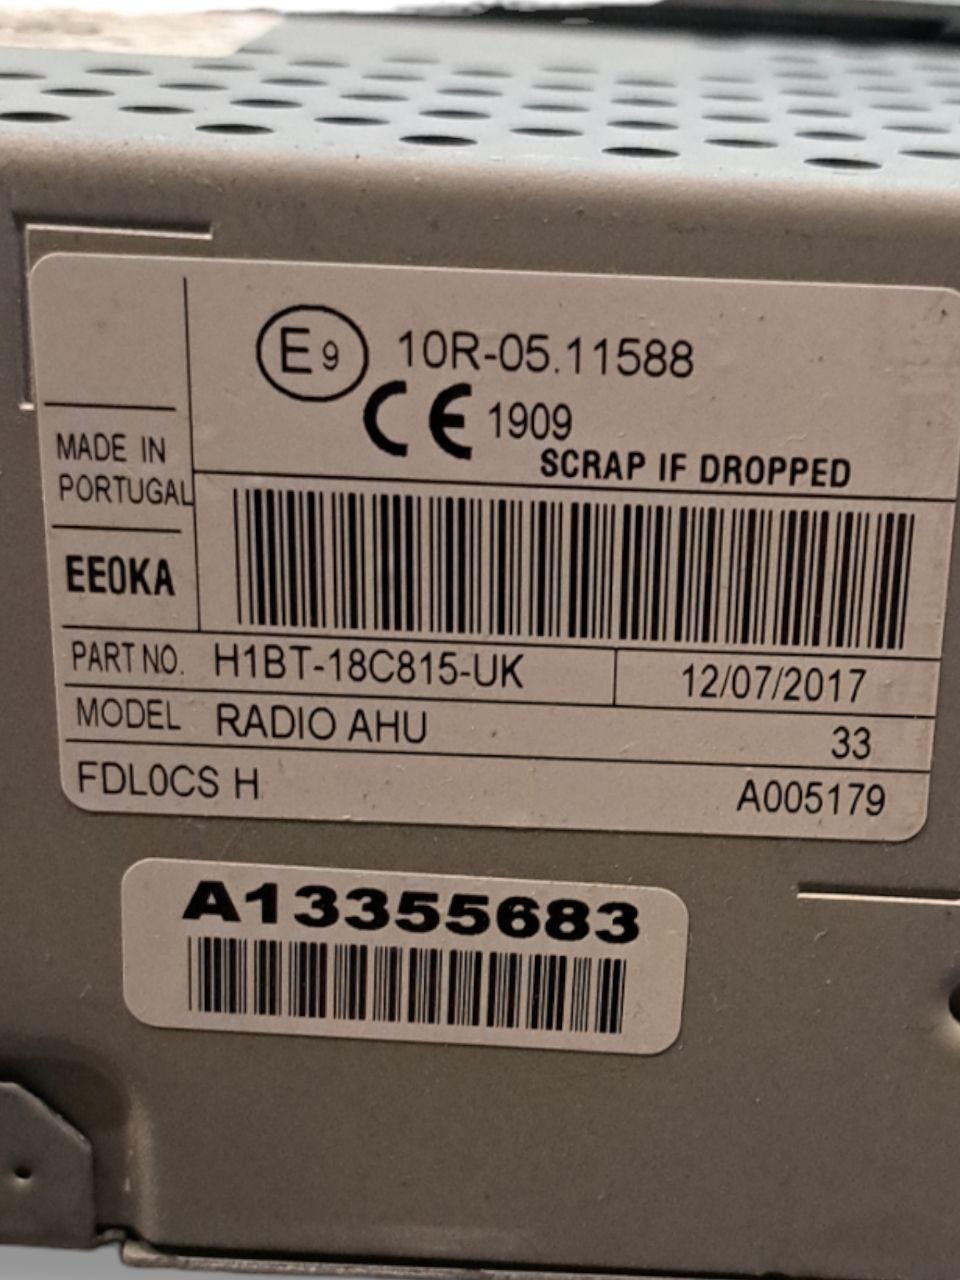 E9 10R-05.11588
CE 1909
SCRAP IF DROPPED
MADE IN
PORTUGAL
EE0KA
PART NO. H1BT-18C815-UK 12/07/2017
MODEL RADIO AHU 33
FDL0CS H A005179
A13355683